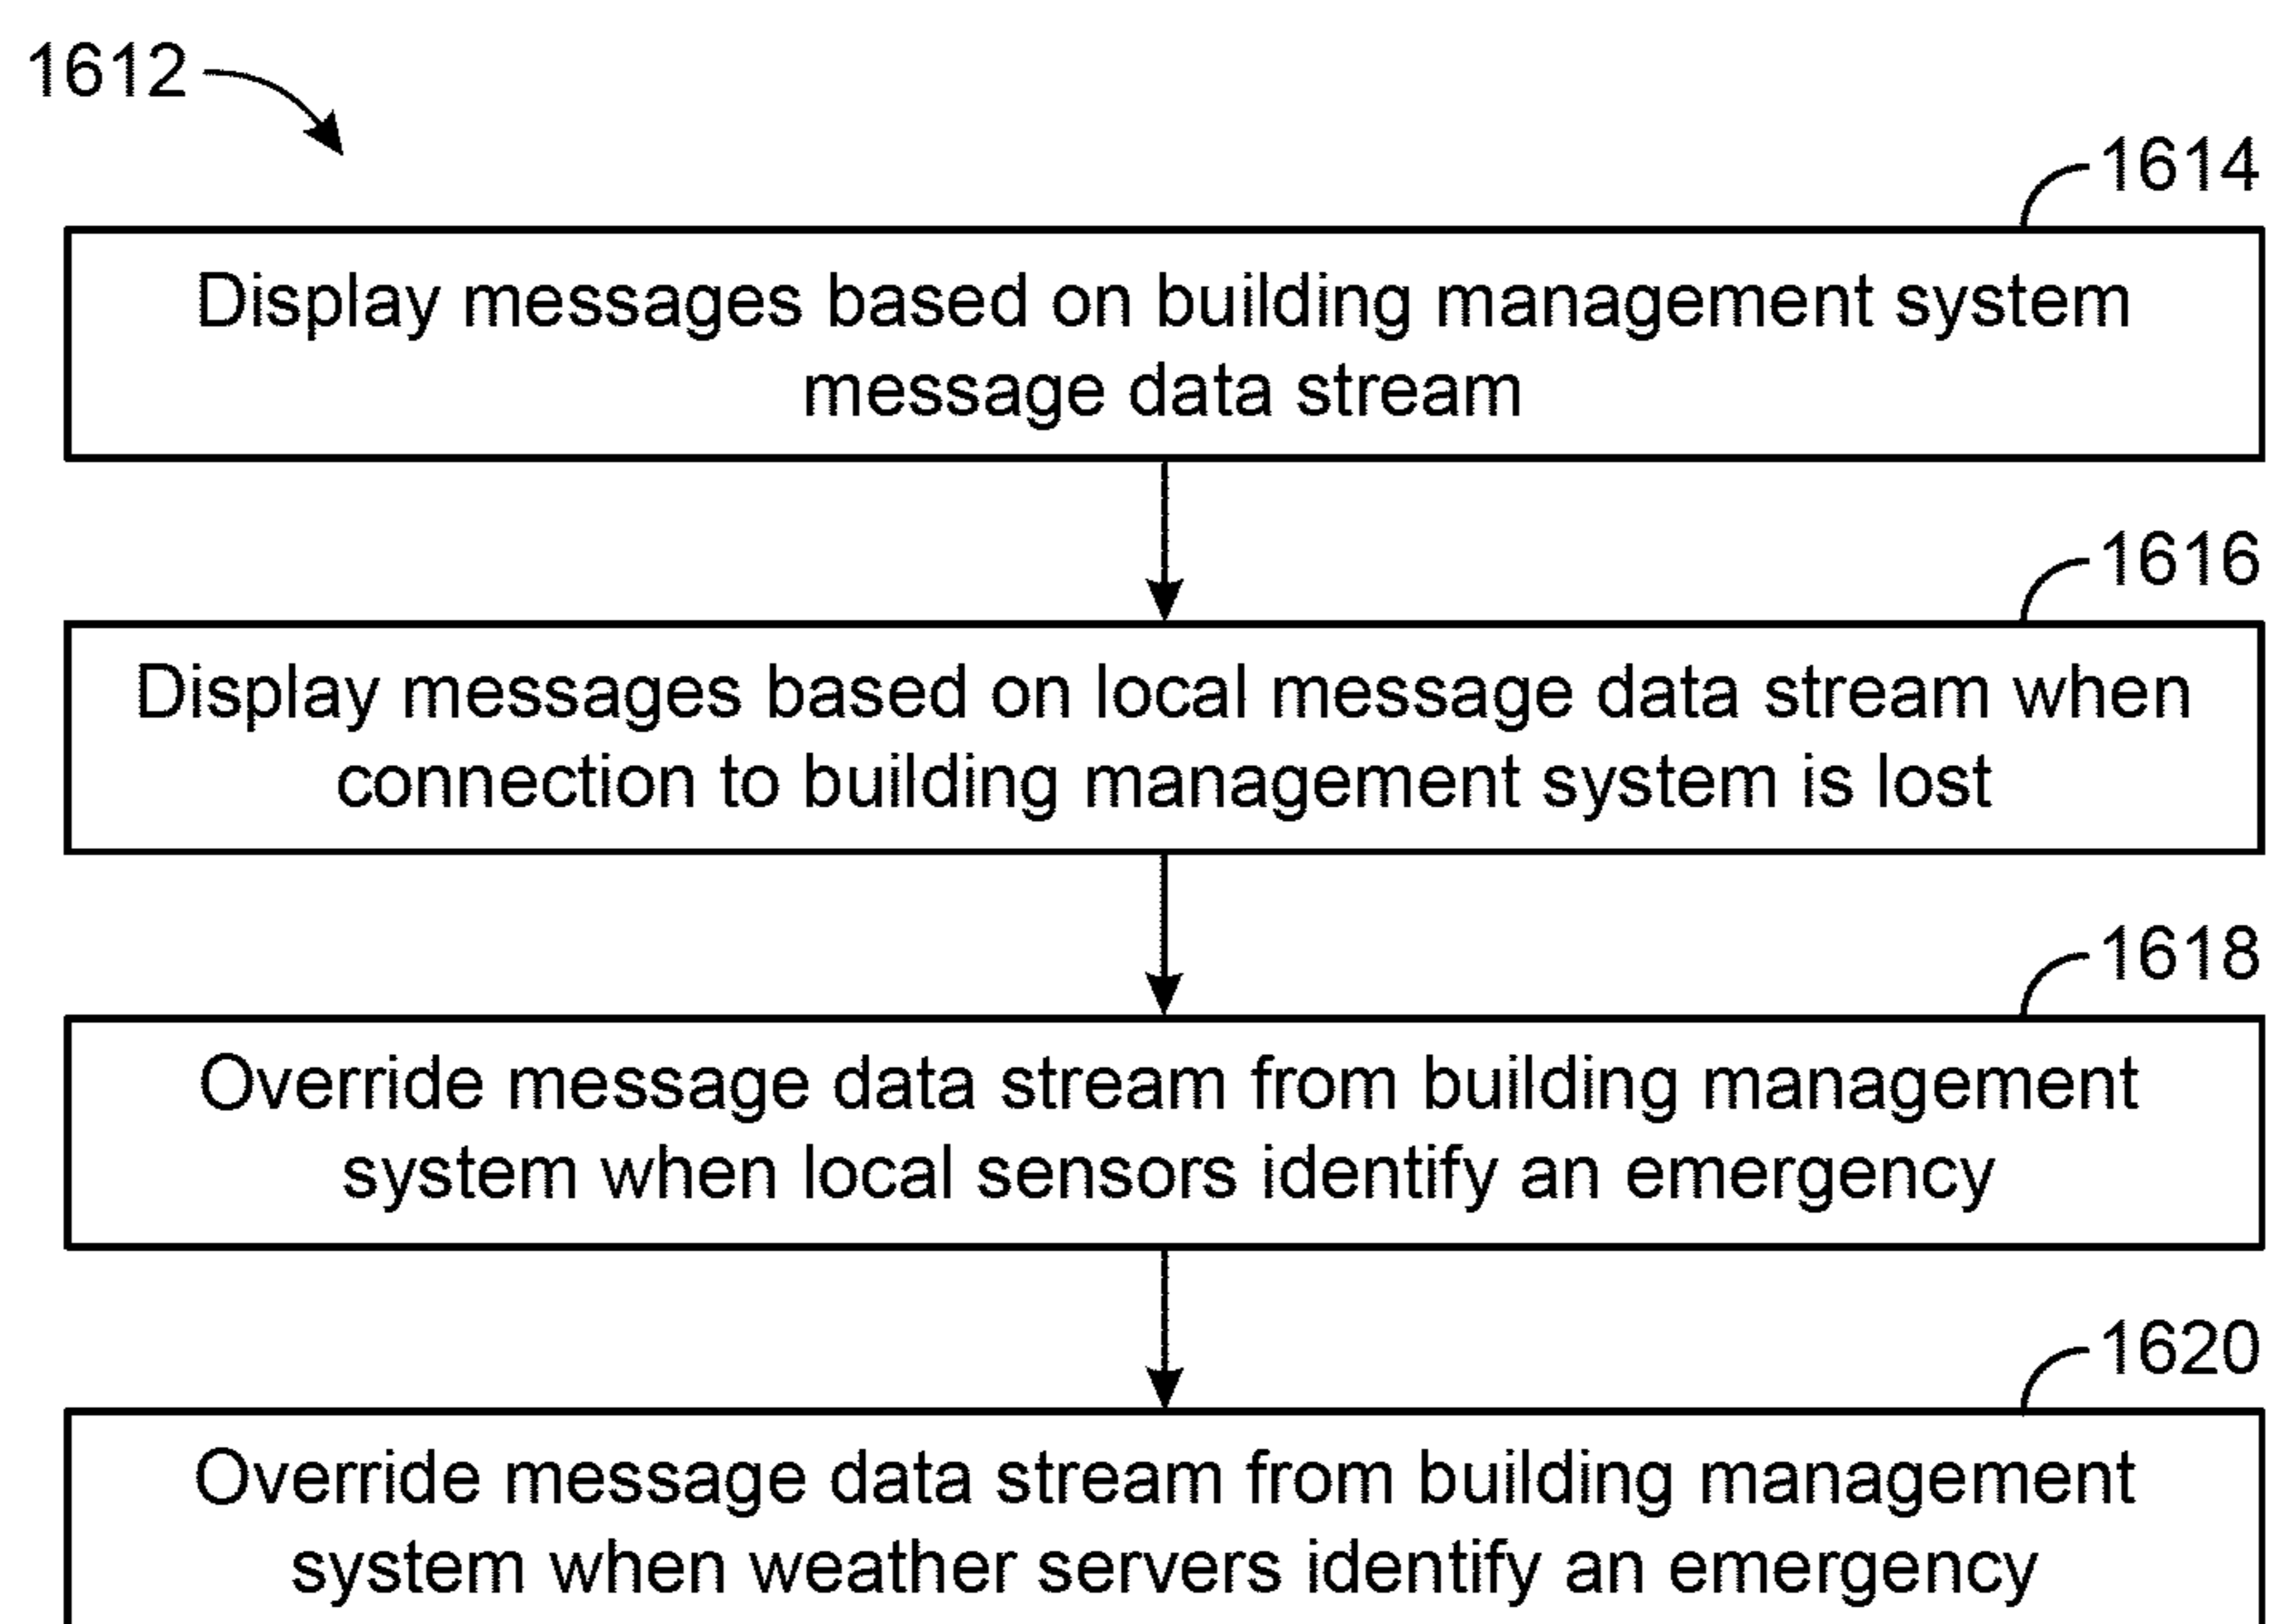 1612
1614
Display messages based on building management system
message data stream
1616
Display messages based on local message data stream when
connection to building management system is lost
1618
Override message data stream from building management
system when local sensors identify an emergency
1620
Override message data stream from building management
system when weather servers identify an emergency